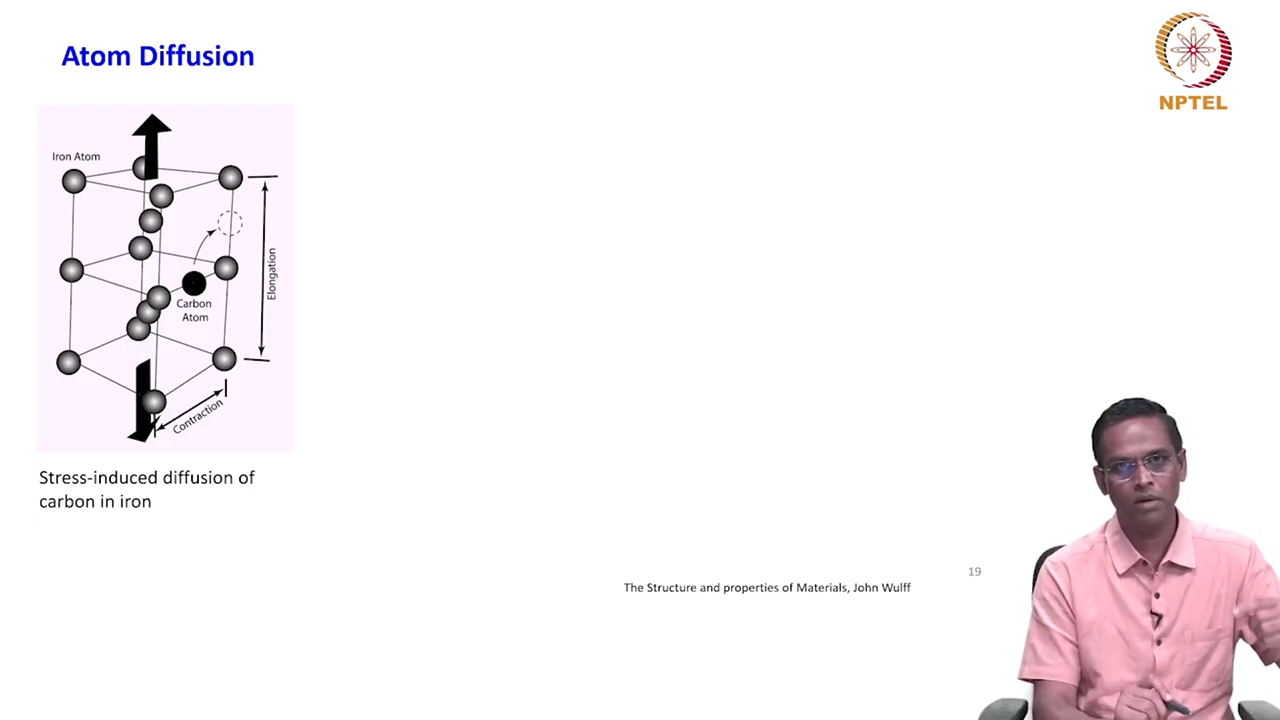 Atom Diffusion
NPTEL
Iron Atom
Elongation
Carbon
Atom
Contraction
Stress-induced diffusion of
carbon in iron
19
The Structure and properties of Materials, John Wulff